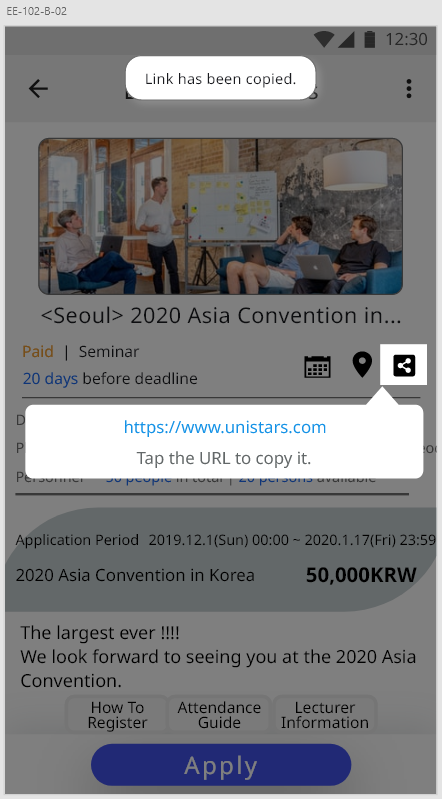 EE-102-B-02
12:30
Link has been copied.
<Seoul> 2020 Asia Convention in...
Paid | Seminar
20 days before deadline
https://www.unistars.com
Tap the URL to copy it.
Personnel 50 people in total | 20 persons available
Application Period 2019.12.1(Sun) 00:00 ~ 2020.1.17(Fri) 23:59
2020 Asia Convention in Korea 50,000KRW
The largest ever !!!!
We look forward to seeing you at the 2020 Asia
Convention.
How To
Register
Attendance
Guide
Lecturer
Information
Apply